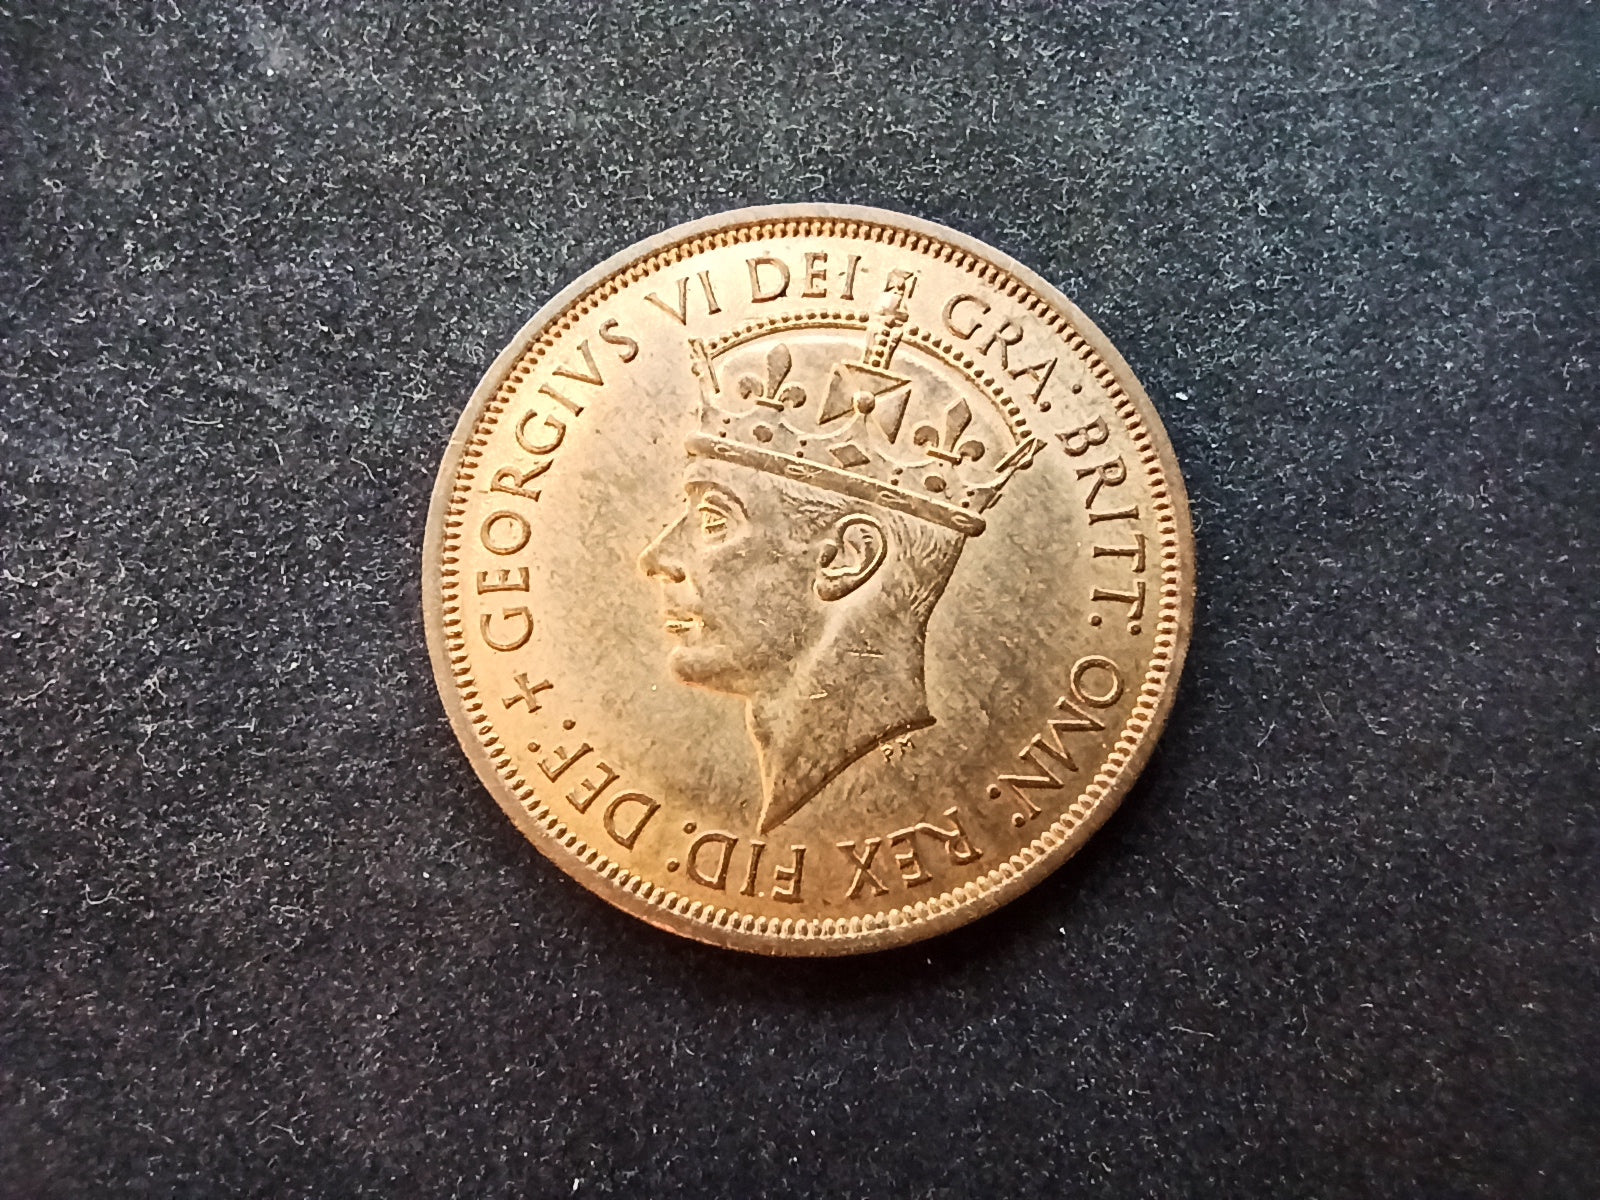 + GEORGIVS VI DEI GRA: BRITT: OMN: REX FID: DEF:
PM